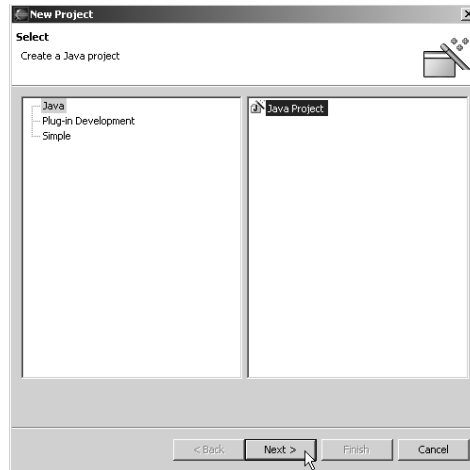 New Project
Select
Create a Java project
Java
Plug-in Development
Simple
Java Project
< Back
Next >
Finish
Cancel